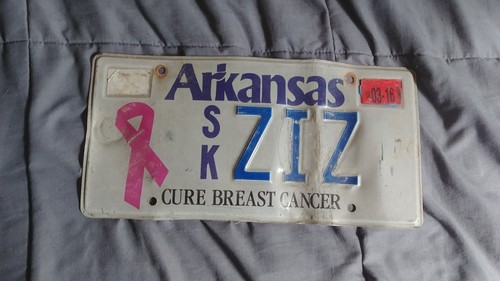 Arkansas
03-16
SK ZIZ
CURE BREAST CANCER